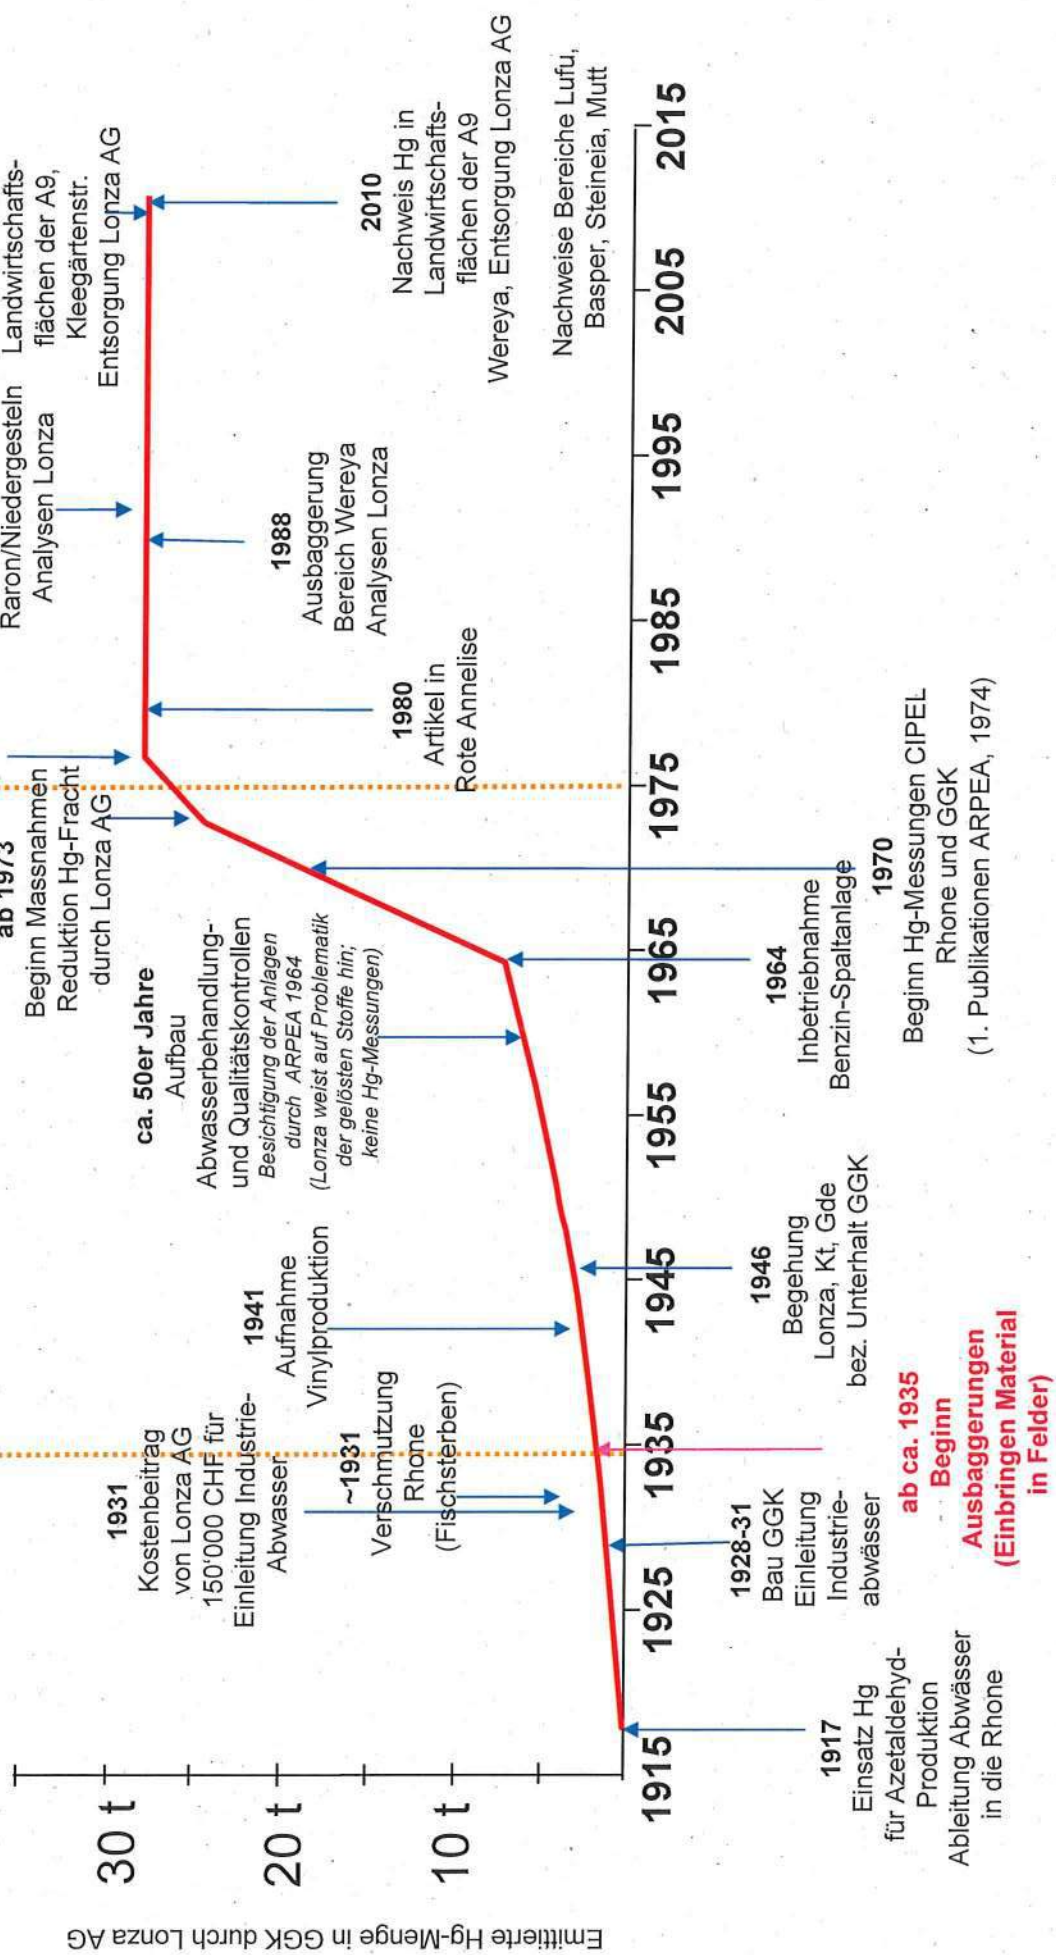 Emittierte Hg-Menge in GGK durch Lonza AG
30 t
20 t
10 t
1915
1925
1935
1945
1955
1965
1975
1985
1995
2005
2015
1931
Kostenbeitrag
von Lonza AG
150'000 CHF für
Einleitung Industrie-
Abwasser
~1931
Verschmutzung
Rhone
(Fischsterben)
1941
Aufnahme
Vinylproduktion
ca. 50er Jahre
Aufbau
Abwasserbehandlung-
und Qualitätskontrollen
Besichtigung der Anlagen
durch ARPEA 1964
(Lonza weist auf Problematik
der gelösten Stoffe hin;
keine Hg-Messungen)
ab 1973
Beginn Massnahmen
Reduktion Hg-Fracht
durch Lonza AG
Raron/Niedergesteln
Analysen Lonza
Landwirtschafts-
flächen der A9,
Kleegärtenstr.
Entsorgung Lonza AG
1917
Einsatz Hg
für Azetaldehyd-
Produktion
Ableitung Abwässer
in die Rhone
1928-31
Bau GGK
Einleitung
Industrie-
abwässer
ab ca. 1935
Beginn
Ausbaggerungen
(Einbringen Material
in Felder)
1946
Begehung
Lonza, Kt, Gde
bez. Unterhalt GGK
1964
Inbetriebnahme
Benzin-Spaltanlage
1970
Beginn Hg-Messungen CIPEL
Rhone und GGK
(1. Publikationen ARPEA, 1974)
1980
Artikel in
Rote Annelise
1988
Ausbaggerung
Bereich Wereya
Analysen Lonza
2010
Nachweis Hg in
Landwirtschafts-
flächen der A9
Wereya, Entsorgung Lonza AG
Nachweise Bereiche Lufu,
Basper, Steineia, Mutt